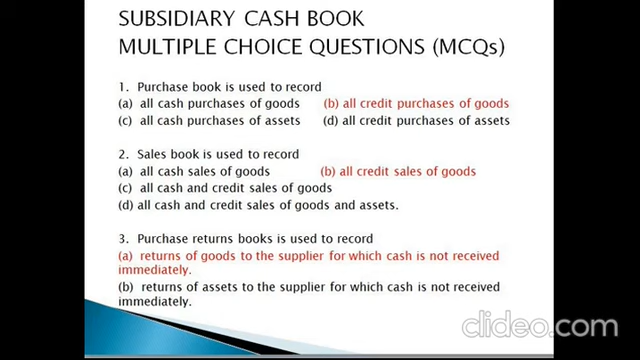 SUBSIDIARY CASH BOOK
MULTIPLE CHOICE QUESTIONS (MCQs)
1. Purchase book is used to record
(a) all cash purchases of goods (b) all credit purchases of goods
(c) all cash purchases of assets (d) all credit purchases of assets
2. Sales book is used to record
(a) all cash sales of goods (b) all credit sales of goods
(c) all cash and credit sales of goods
(d) all cash and credit sales of goods and assets.
3. Purchase returns books is used to record
(a) returns of goods to the supplier for which cash is not received
immediately.
(b) returns of assets to the supplier for which cash is not received
immediately.
clideo.com